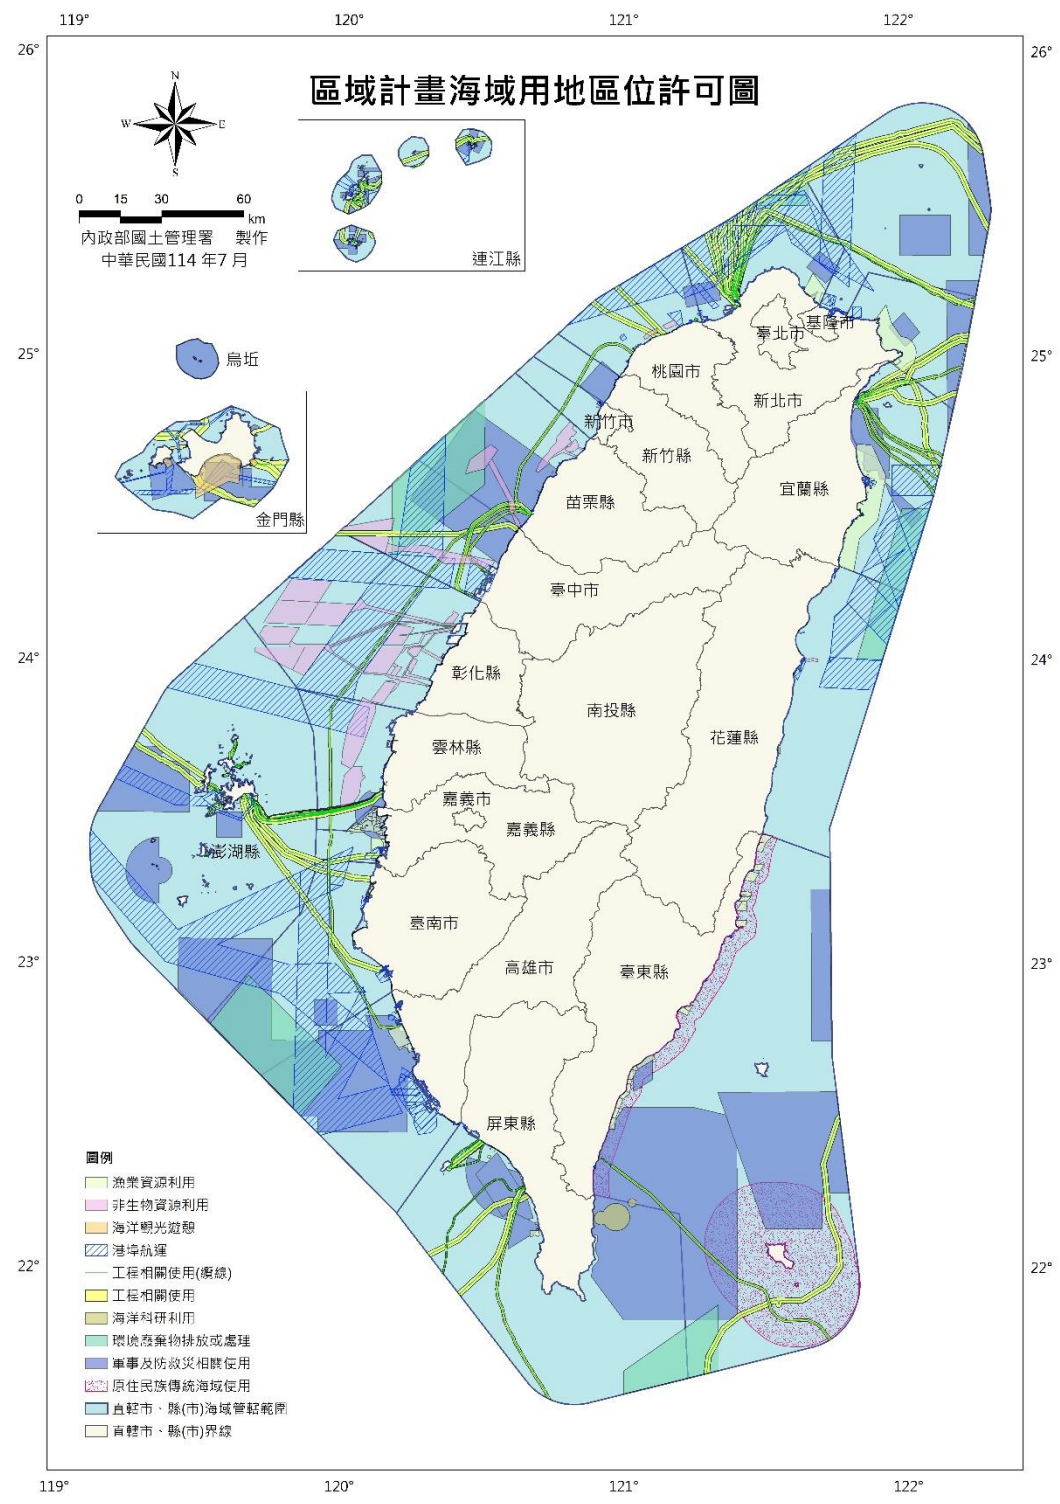 119°
120°
121°
122°
26°
26°
區域計畫海域用地區位許可圖
N
W
E
S
0 15 30 60
km
內政部國土管理署 製作
中華民國114 年7 月
連江縣
25°
25°
烏坵
金門縣
基隆市
臺北市
桃園市
新北市
新竹市
新竹縣
宜蘭縣
苗栗縣
臺中市
24°
24°
彰化縣
南投縣
花蓮縣
雲林縣
嘉義市
嘉義縣
澎湖縣
臺南市
23°
23°
高雄市
臺東縣
屏東縣
22°
22°
圖例
漁業資源利用
非生物資源利用
海洋觀光遊憩
港埠航運
工程相關使用(纜線)
工程相關使用
海洋科研利用
環境廢棄物排放或處理
軍事及防救災相關使用
原住民族傳統海域使用
直轄市、縣(市)海域管轄範圍
直轄市、縣(市)界線
119°
120°
121°
122°